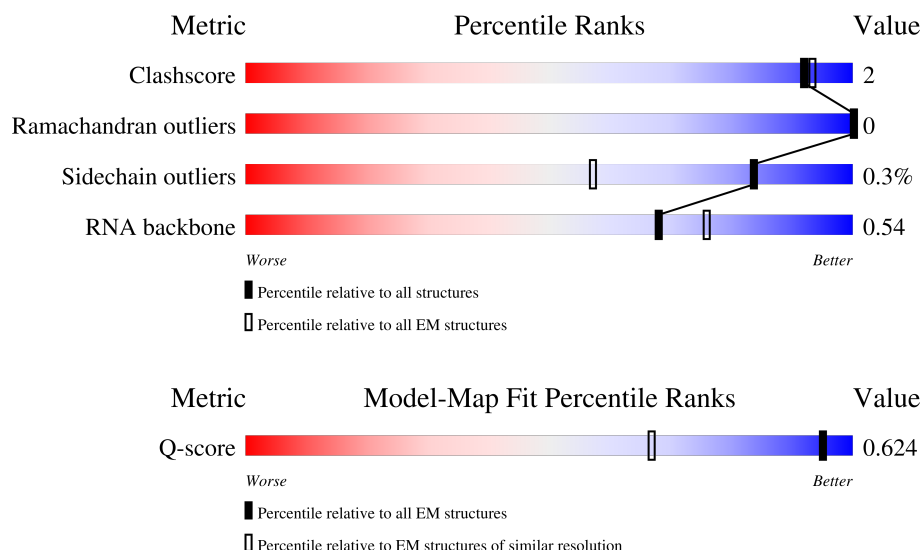 Metric Percentile Ranks Value
Clashscore 2
Ramachandran outliers 0
Sidechain outliers 0.3%
RNA backbone 0.54
Worse Better
Percentile relative to all structures
Percentile relative to all EM structures
Metric Model-Map Fit Percentile Ranks Value
Q-score 0.624
Worse Better
Percentile relative to all EM structures
Percentile relative to EM structures of similar resolution